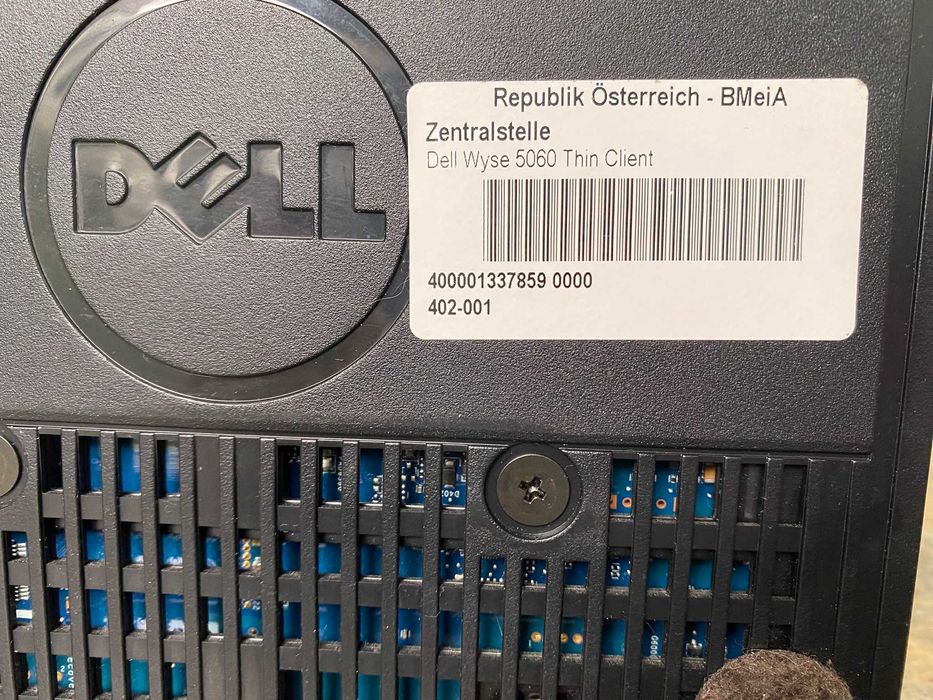 DELL
Republik Österreich - BMeiA
Zentralstelle
Dell Wyse 5060 Thin Client
400001337859 0000
402-001